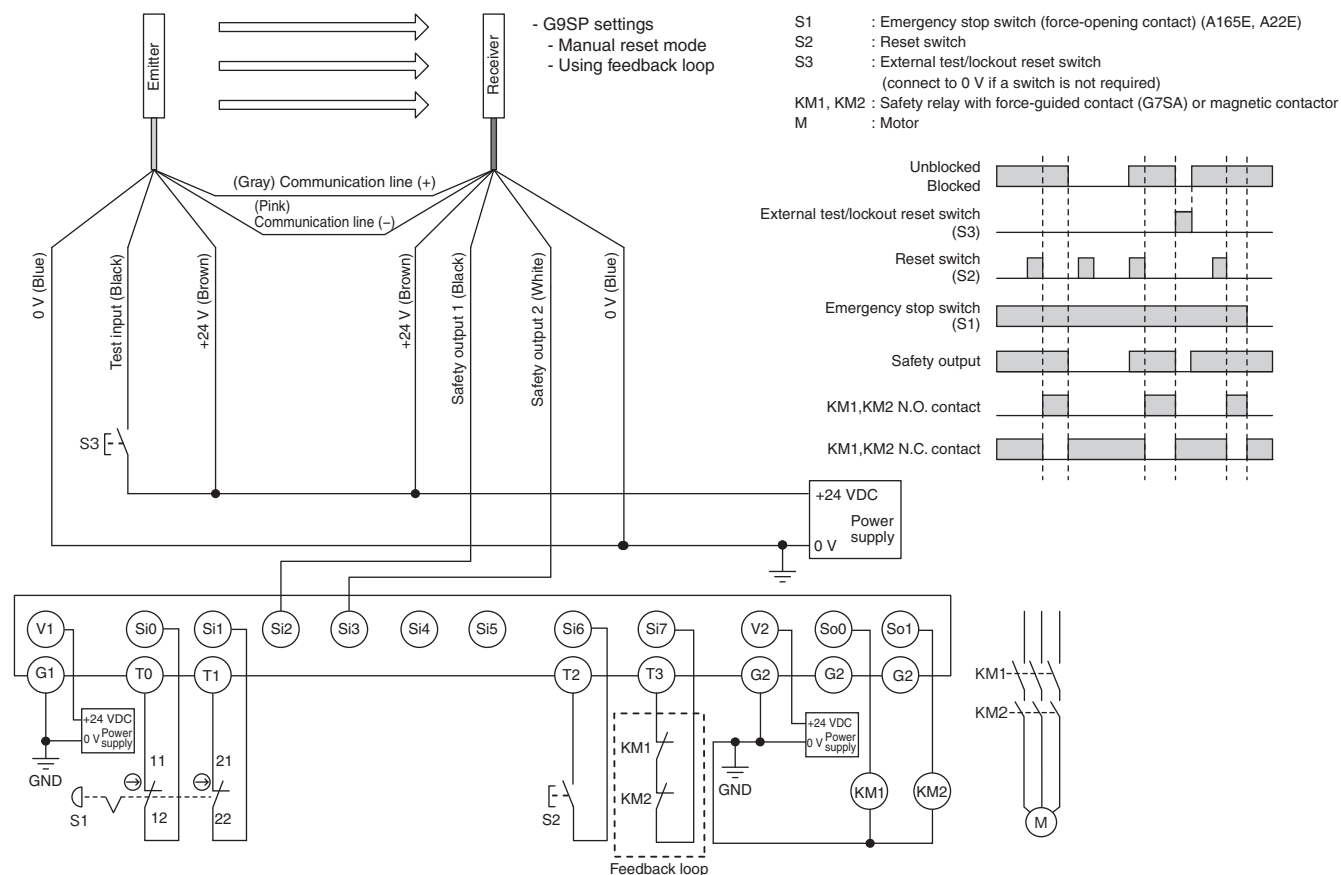 Emitter
Receiver
- G9SP settings
- Manual reset mode
- Using feedback loop
S1 : Emergency stop switch (force-opening contact) (A165E, A22E)
S2 : Reset switch
S3 : External test/lockout reset switch
(connect to 0 V if a switch is not required)
KM1, KM2 : Safety relay with force-guided contact (G7SA) or magnetic contactor
M : Motor
(Gray) Communication line (+)
(Pink)
Communication line (−)
0 V (Blue)
Test input (Black)
+24 V (Brown)
+24 V (Brown)
Safety output 1 (Black)
Safety output 2 (White)
0 V (Blue)
S3
+24 VDC
Power
supply
0 V
Unblocked
Blocked
External test/lockout reset switch
(S3)
Reset switch
(S2)
Emergency stop switch
(S1)
Safety output
KM1,KM2 N.O. contact
KM1,KM2 N.C. contact
V1 Si0 Si1 Si2 Si3 Si4 Si5 Si6 Si7 V2 So0 So1
G1 T0 T1 T2 T3 G2 G2 G2
+24 VDC
0 V Power
supply
GND
11
21
S1
12
22
S2
KM1
KM2
Feedback loop
+24 VDC
0 V Power
supply
GND
KM1
KM2
KM1
KM2
M